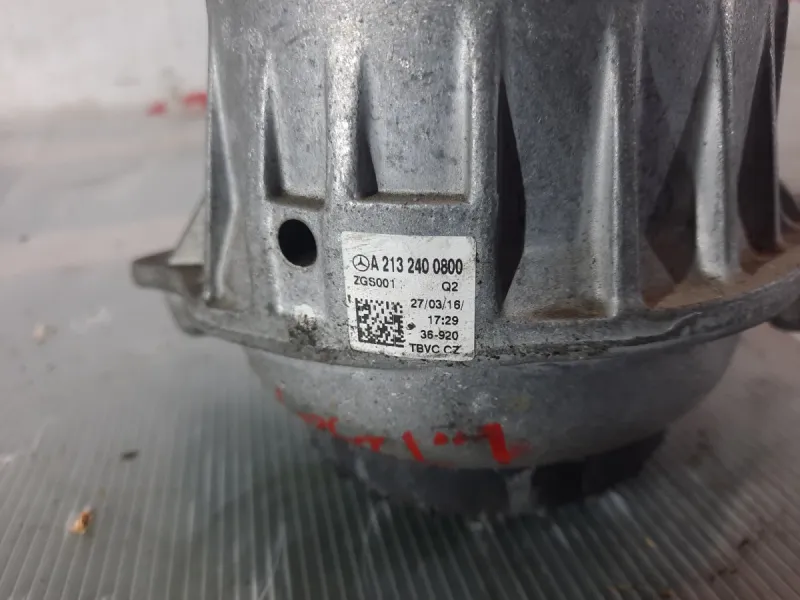 A 213 240 0800
ZGS001 Q2
27/03/16/
17:29
36-920
TBVC CZ